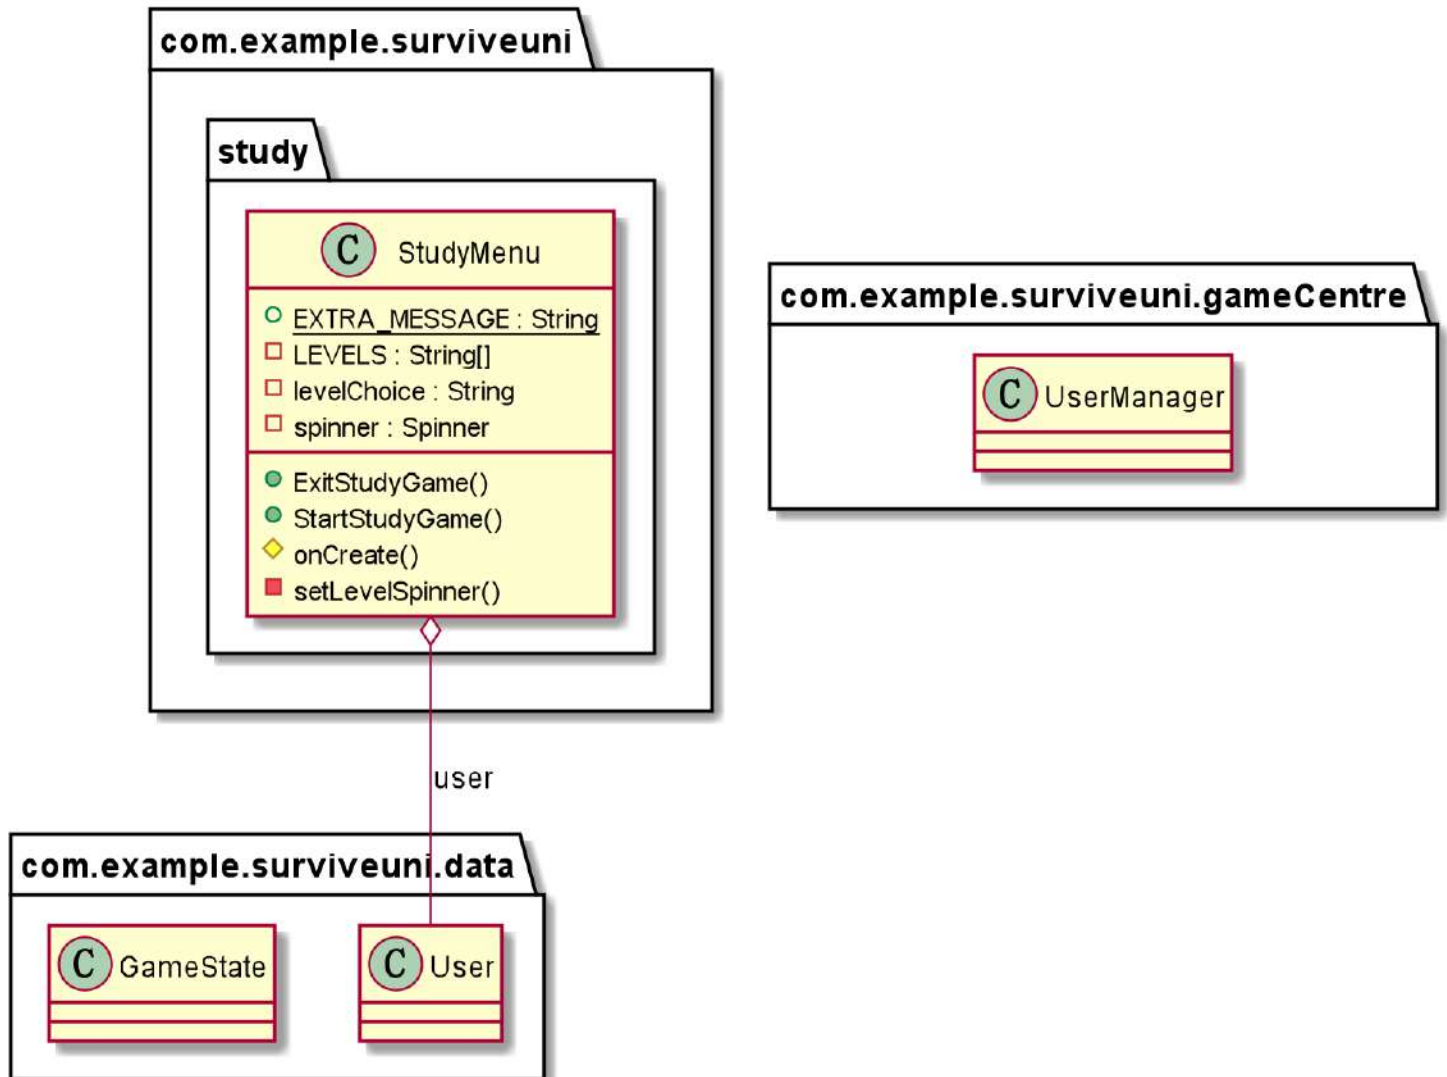 com.example.surviveuni
study
C StudyMenu
EXTRA_MESSAGE : String
LEVELS : String[]
levelChoice : String
spinner : Spinner
ExitStudyGame()
StartStudyGame()
onCreate()
setLevelSpinner()
com.example.surviveuni.gameCentre
C UserManager
user
com.example.surviveuni.data
C GameState
C User